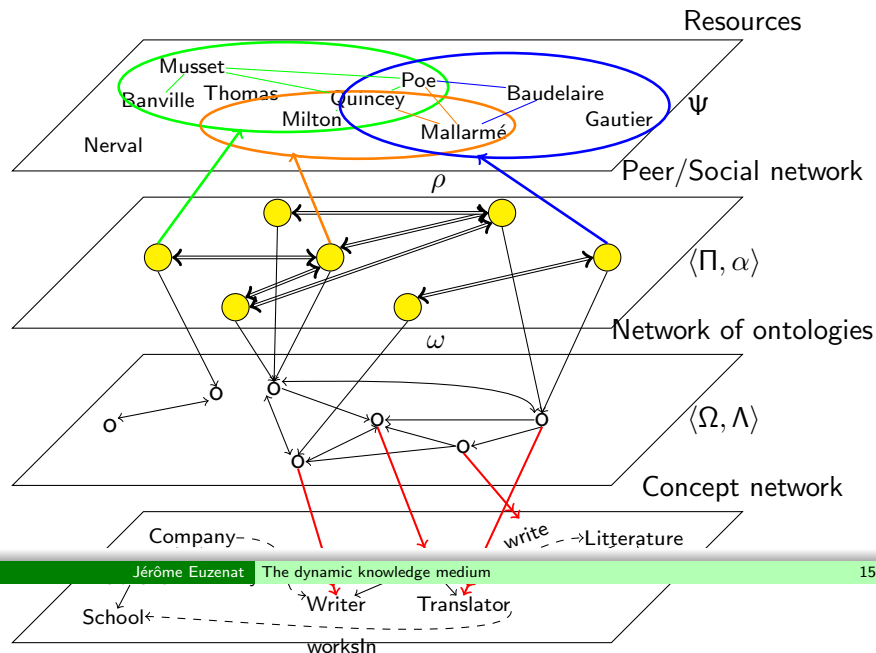 Resources
Musset
Poe
Banville
Thomas
Quincey
Baudelaire
Ψ
Milton
Mallarmé
Gautier
Nerval
Peer/Social network
ρ
⟨Π, α⟩
Network of ontologies
ω
o
o
o
o
o
o
o
⟨Ω, Λ⟩
Concept network
Company
write
Litterature
Jérôme Euzenat The dynamic knowledge medium 15
School
Writer
Translator
worksIn